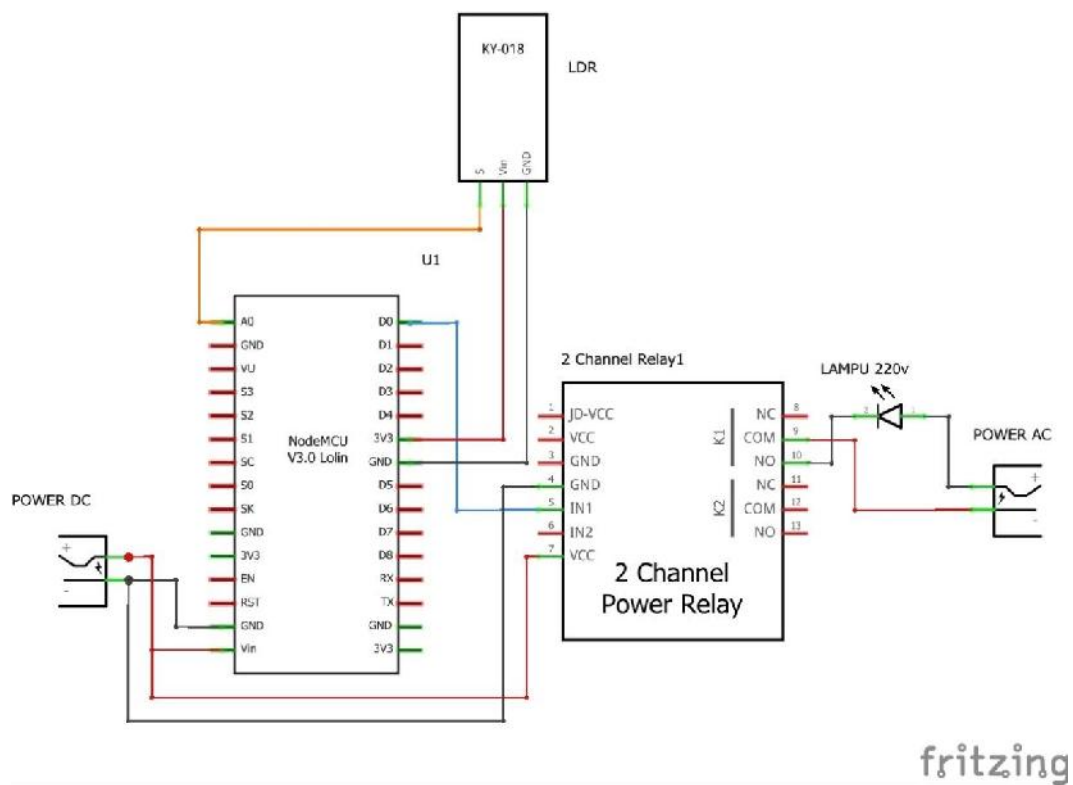 KY-018
LDR
S
Vin
GND
U1
A0
GND
VU
S3
S2
S1
SC
S0
SK
GND
3V3
EN
RST
GND
Vin
NodeMCU
V3.0 Lolin
D0
D1
D2
D3
D4
3V3
GND
D5
D6
D7
D8
RX
TX
GND
3V3
POWER DC
+
-
2 Channel Relay1
1 JD-VCC
2 VCC
3 GND
4 GND
5 IN1
6 IN2
7 VCC
K1
K2
NC 8
COM 9
NO 10
NC 11
COM 12
NO 13
2 Channel
Power Relay
LAMPU 220v
2
1
POWER AC
+
-
fritzing